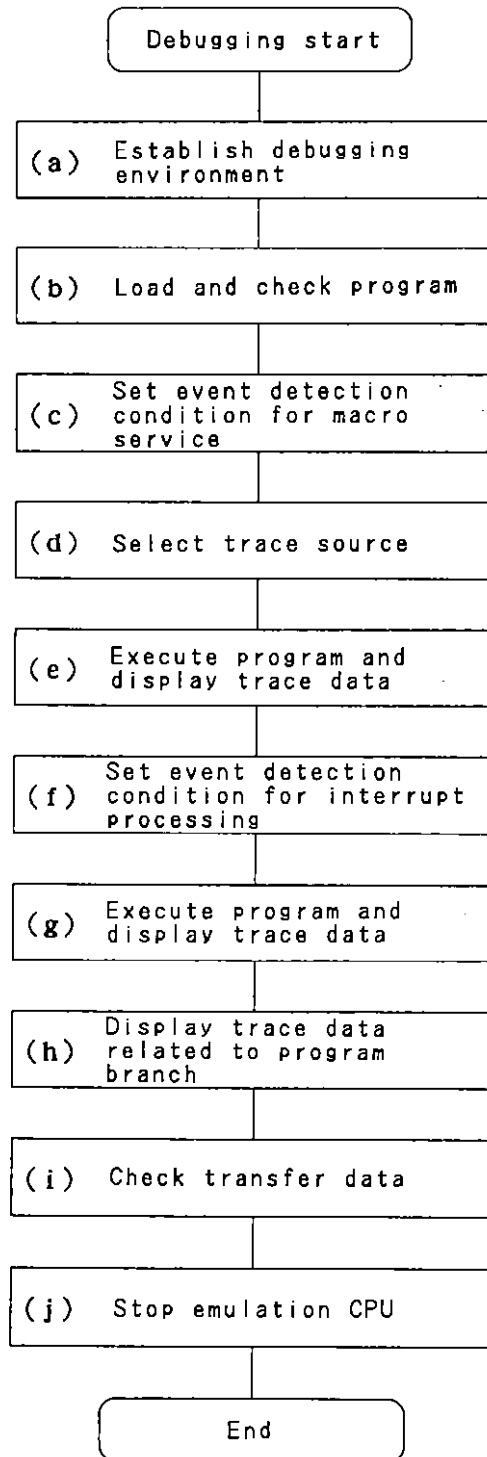 Debugging start
(a) Establish debugging
environment
(b) Load and check program
Set event detection
(c) condition for macro
service
(d) Select trace source
(e) Execute program and
display trace data
Set event detection
(f) condition for interrupt
processing
(g) Execute program and
display trace data
Display trace data
(h) related to program
branch
(i) Check transfer data
(j) Stop emulation CPU
End